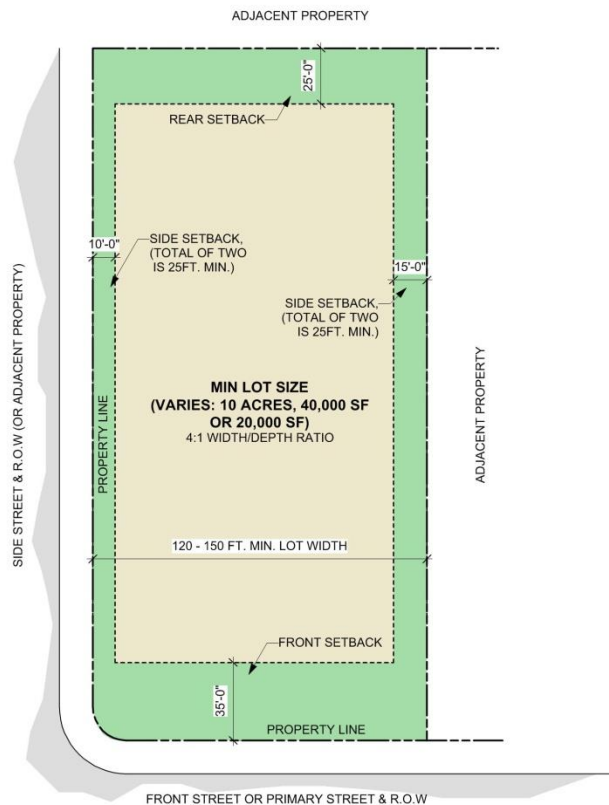 ADJACENT PROPERTY
25'-0"
REAR SETBACK
SIDE STREET & R.O.W (OR ADJACENT PROPERTY)
10'-0"
SIDE SETBACK,
(TOTAL OF TWO
IS 25FT. MIN.)
15'-0"
SIDE SETBACK,
(TOTAL OF TWO
IS 25FT. MIN.)
PROPERTY LINE
MIN LOT SIZE
(VARIES: 10 ACRES, 40,000 SF
OR 20,000 SF)
4:1 WIDTH/DEPTH RATIO
ADJACENT PROPERTY
120 - 150 FT. MIN. LOT WIDTH
FRONT SETBACK
35'-0"
PROPERTY LINE
FRONT STREET OR PRIMARY STREET & R.O.W